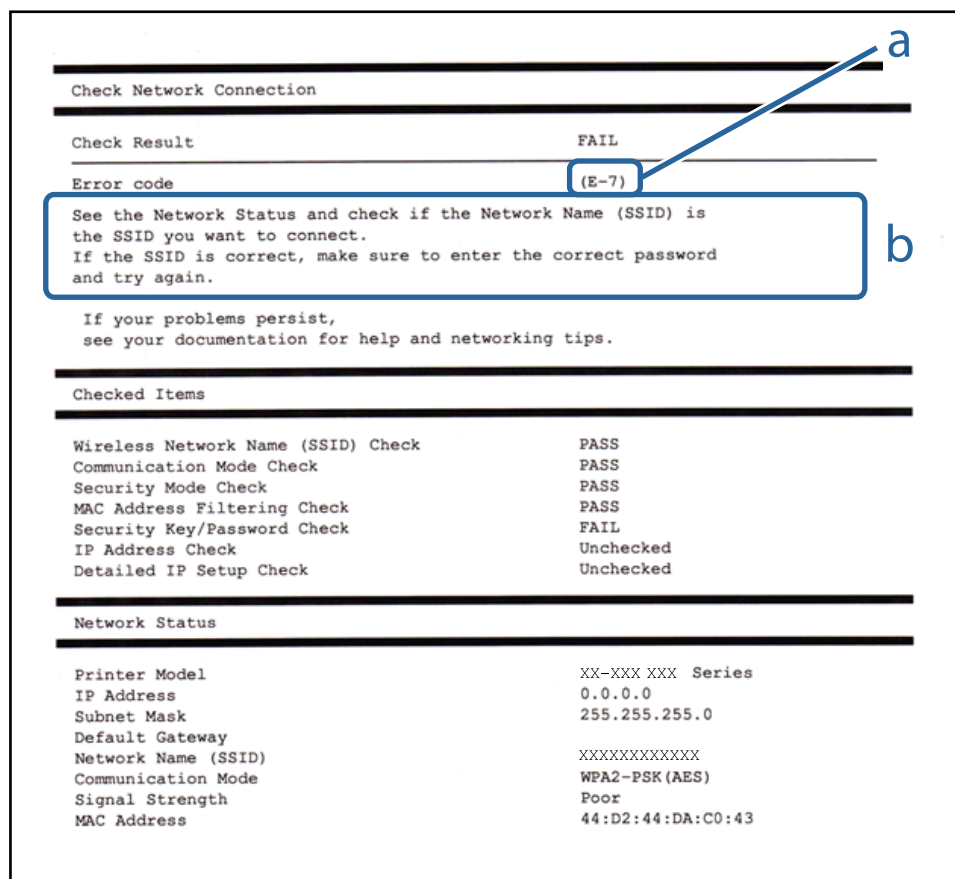 a
Check Network Connection
Check Result FAIL
Error code (E-7)
See the Network Status and check if the Network Name (SSID) is
the SSID you want to connect.
If the SSID is correct, make sure to enter the correct password
and try again.
b
If your problems persist,
see your documentation for help and networking tips.
Checked Items
Wireless Network Name (SSID) Check PASS
Communication Mode Check PASS
Security Mode Check PASS
MAC Address Filtering Check PASS
Security Key/Password Check FAIL
IP Address Check Unchecked
Detailed IP Setup Check Unchecked
Network Status
Printer Model XX-XXX XXX Series
IP Address 0.0.0.0
Subnet Mask 255.255.255.0
Default Gateway
Network Name (SSID) XXXXXXXXXXXX
Communication Mode WPA2-PSK(AES)
Signal Strength Poor
MAC Address 44:D2:44:DA:C0:43